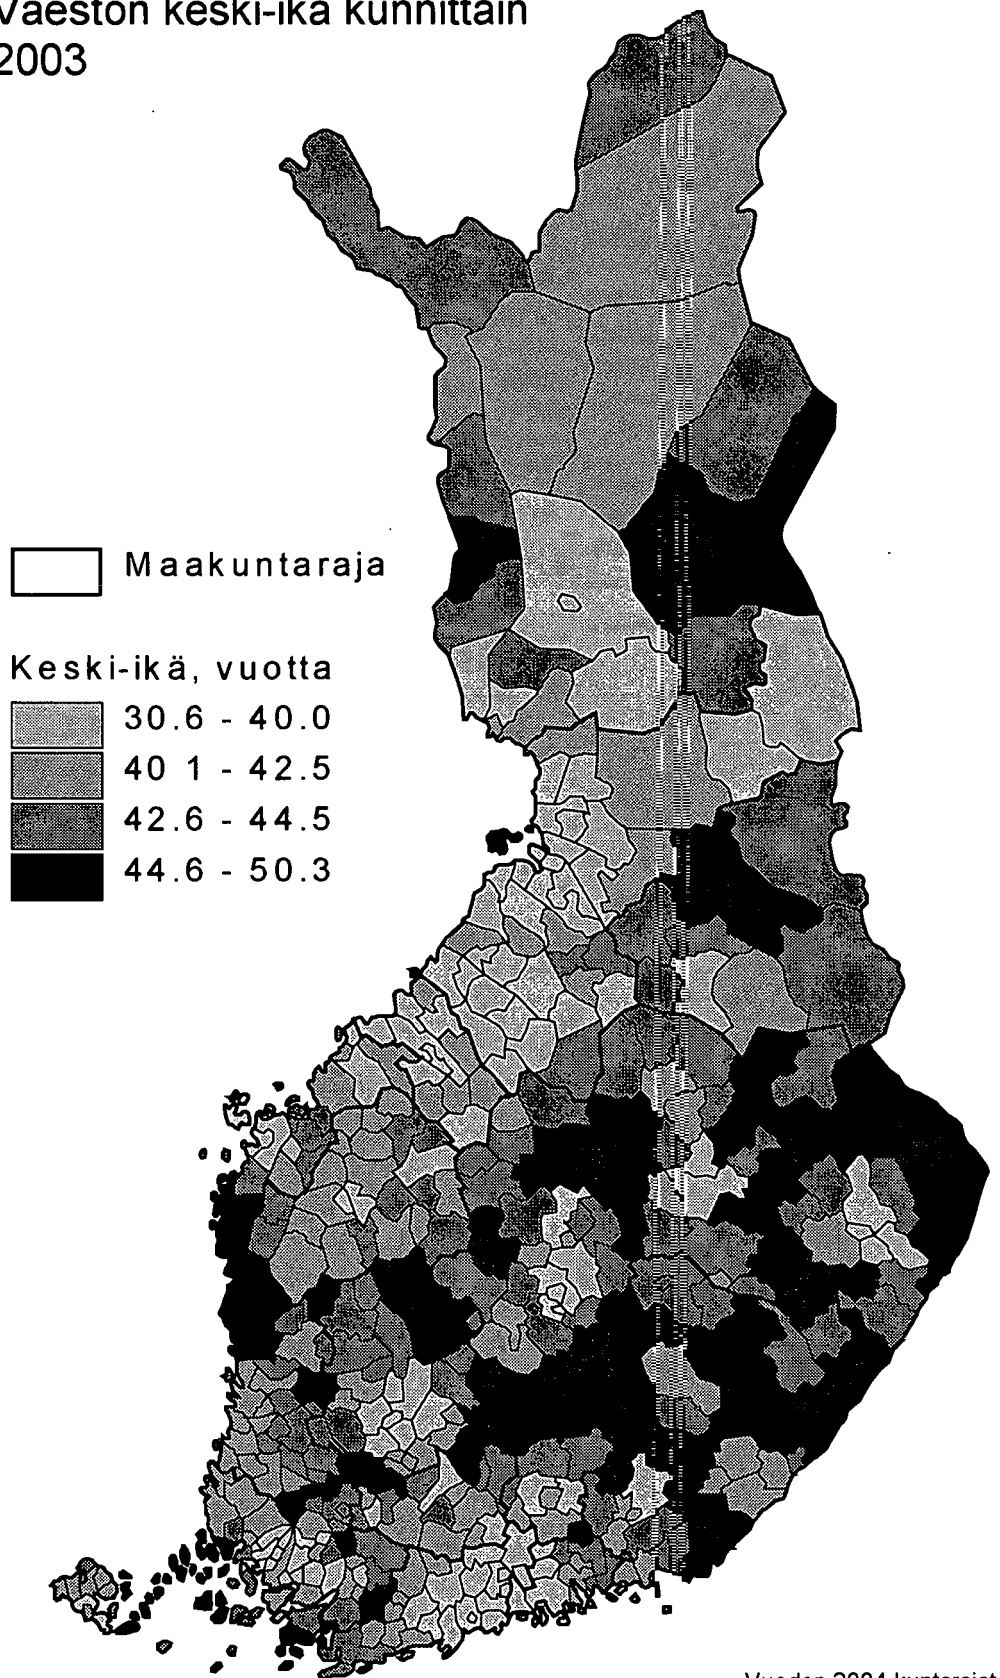 Väestön keski-ikä kunnittain
2003
Maakuntaraja
Keski-ikä, vuotta
30.6 - 40.0
40 1 - 42.5
42.6 - 44.5
44.6 - 50.3
Vuoden 2004 kuntarajat